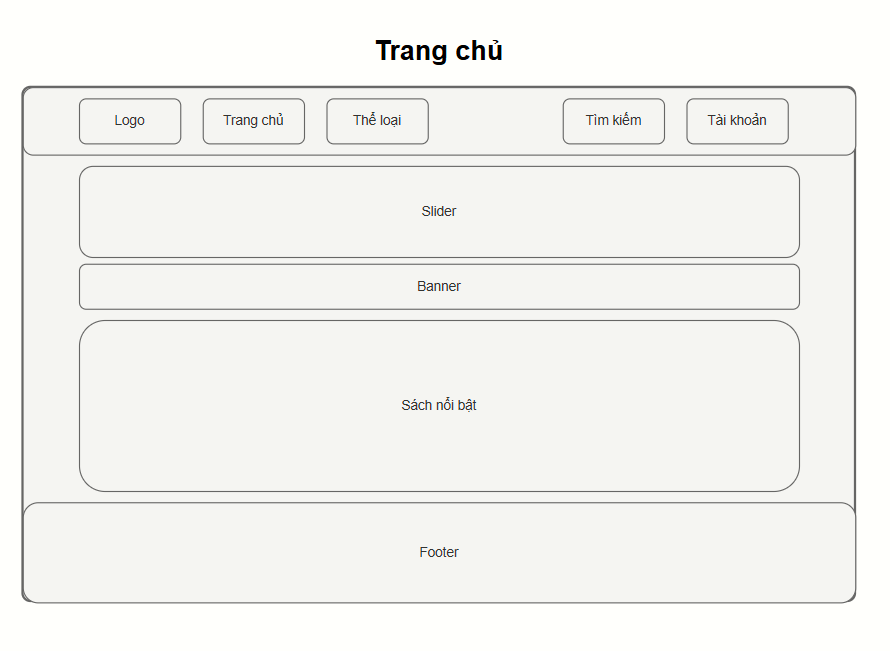 Trang chủ
Logo
Trang chủ
Thể loại
Tìm kiếm
Tài khoản
Slider
Banner
Sách nổi bật
Footer